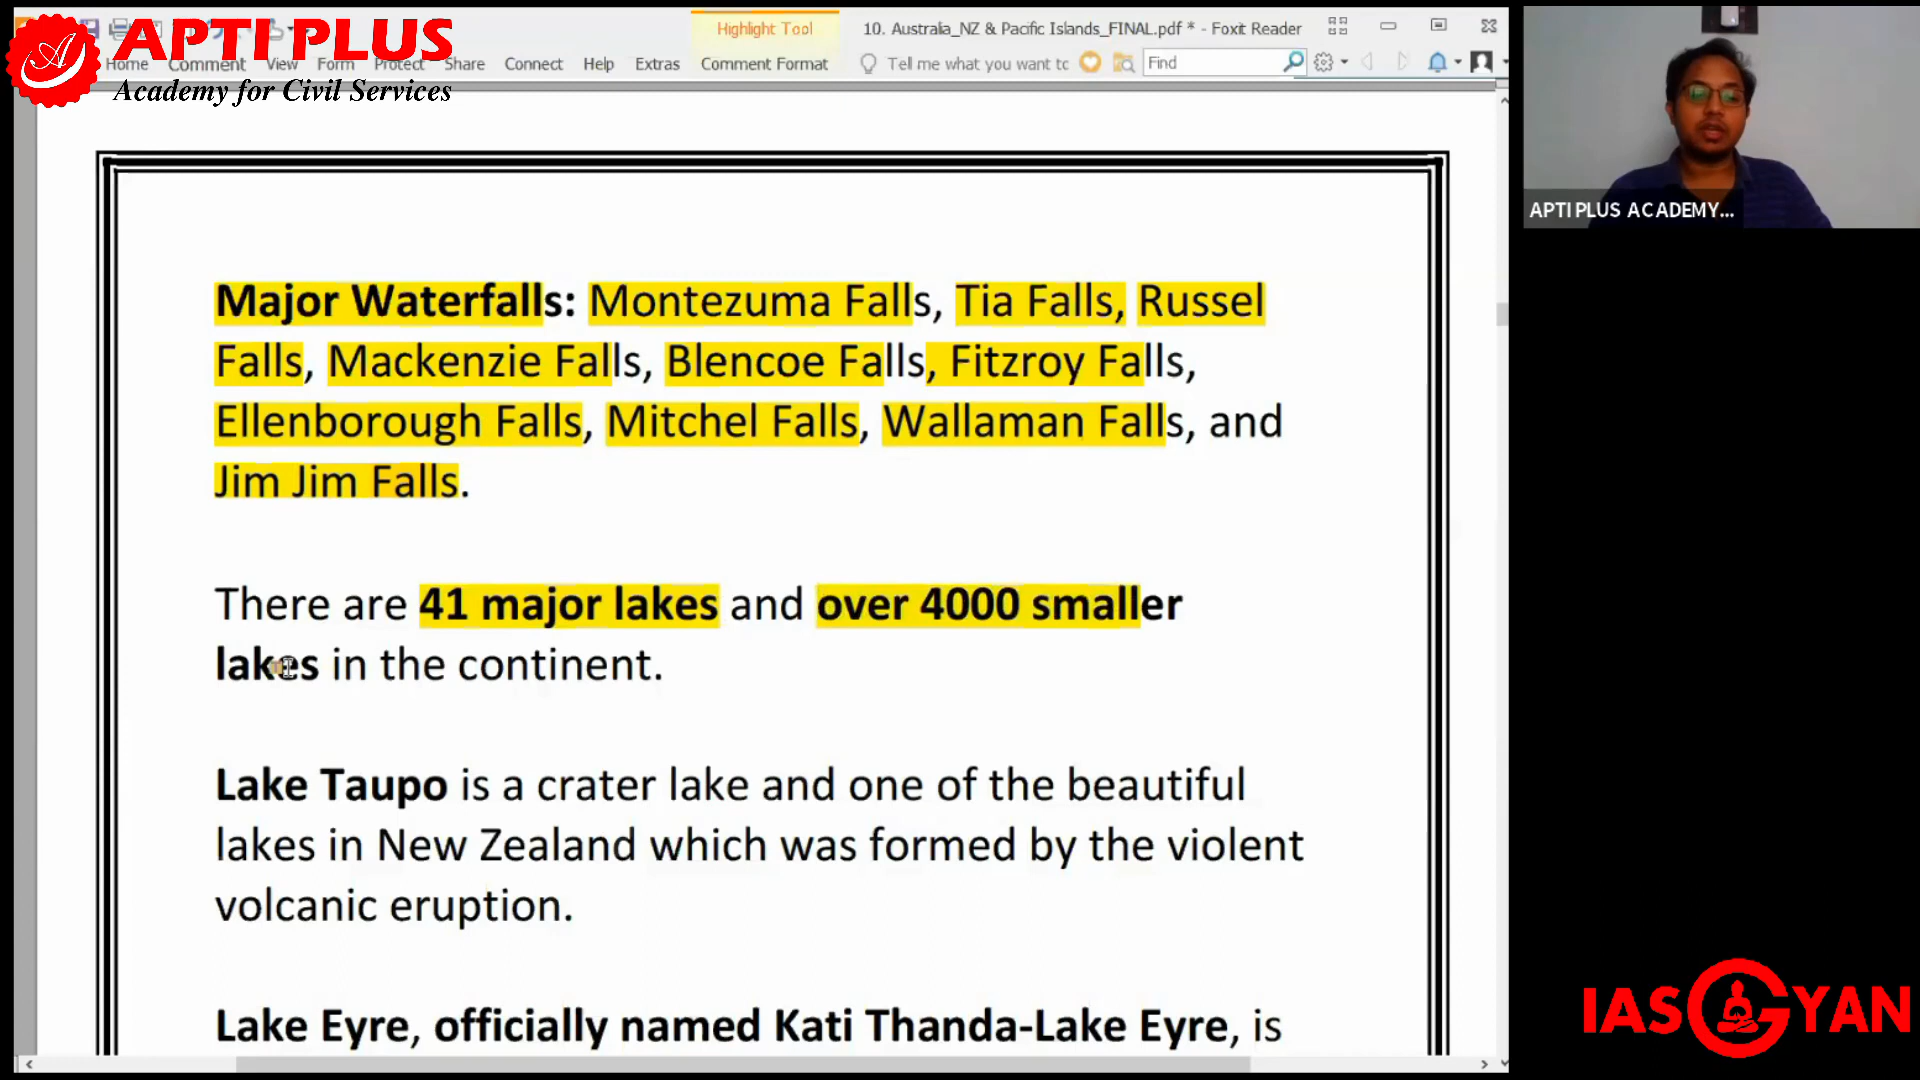 APTI PLUS
Academy for Civil Services
Highlight Tool
10. Australia_NZ & Pacific Islands_FINAL.pdf * - Foxit Reader
Home Comment View Form Protect Share Connect Help Extras Comment Format Tell me what you want to Find
APTI PLUS ACADEMY...
Major Waterfalls: Montezuma Falls, Tia Falls, Russel
Falls, Mackenzie Falls, Blencoe Falls, Fitzroy Falls,
Ellenborough Falls, Mitchel Falls, Wallaman Falls, and
Jim Jim Falls.
There are 41 major lakes and over 4000 smaller
lakes in the continent.
Lake Taupo is a crater lake and one of the beautiful
lakes in New Zealand which was formed by the violent
volcanic eruption.
Lake Eyre, officially named Kati Thanda-Lake Eyre, is
IAS GYAN